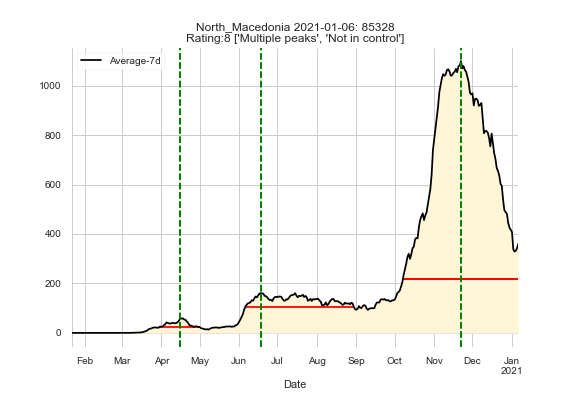 North_Macedonia 2021-01-06: 85328
Rating:8 ['Multiple peaks', 'Not in control']
Average-7d
1000
800
600
400
200
0
Feb Mar Apr May Jun Jul Aug Sep Oct Nov Dec Jan
2021
Date